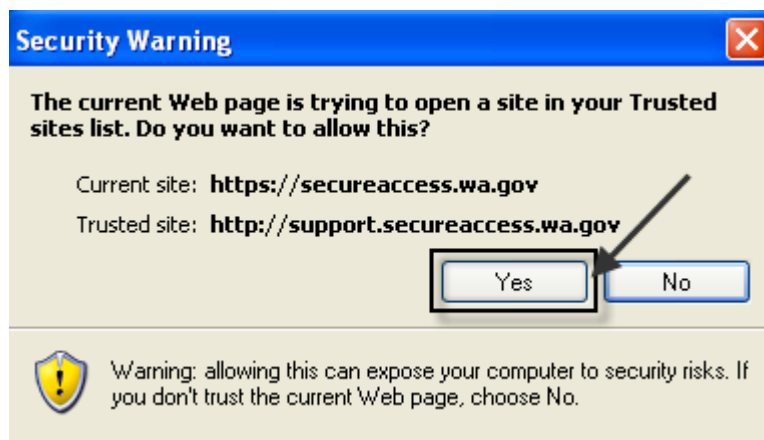 Security Warning
The current Web page is trying to open a site in your Trusted
sites list. Do you want to allow this?
Current site: https://secureaccess.wa.gov
Trusted site: http://support.secureaccess.wa.gov
Yes No
Warning: allowing this can expose your computer to security risks. If
you don't trust the current Web page, choose No.